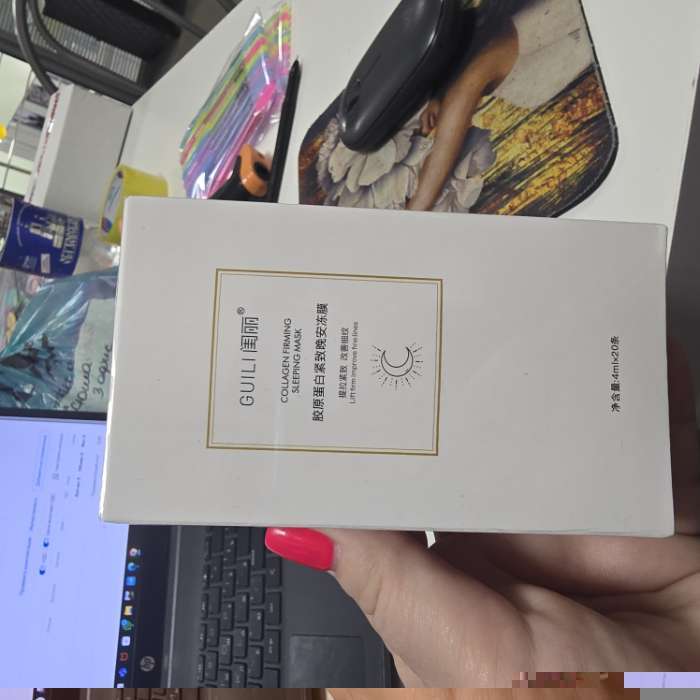 GUILI 闺丽®
COLLAGEN FIRMING
SLEEPING MASK
胶原蛋白紧致晚安冻膜
提拉紧致 改善细纹
Lift firm improve fine lines
净含量:4ml×20条
hp